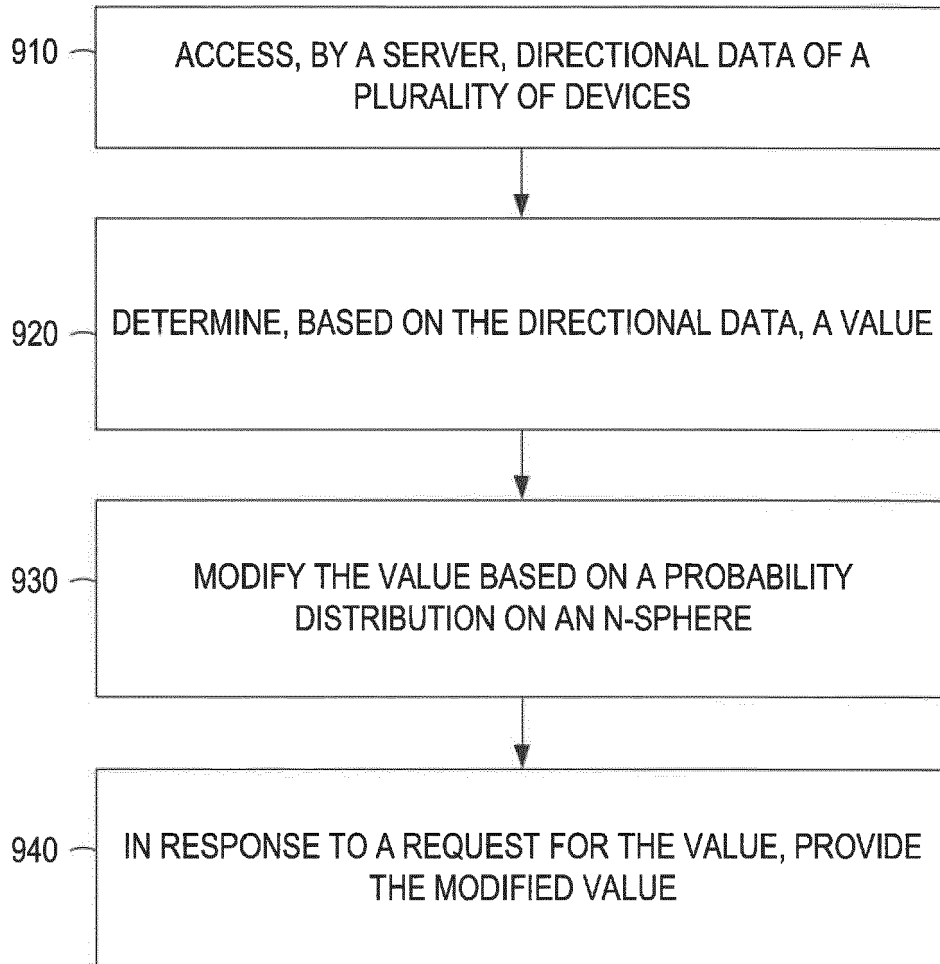 910
ACCESS, BY A SERVER, DIRECTIONAL DATA OF A
PLURALITY OF DEVICES
920
DETERMINE, BASED ON THE DIRECTIONAL DATA, A VALUE
930
MODIFY THE VALUE BASED ON A PROBABILITY
DISTRIBUTION ON AN N-SPHERE
940
IN RESPONSE TO A REQUEST FOR THE VALUE, PROVIDE
THE MODIFIED VALUE